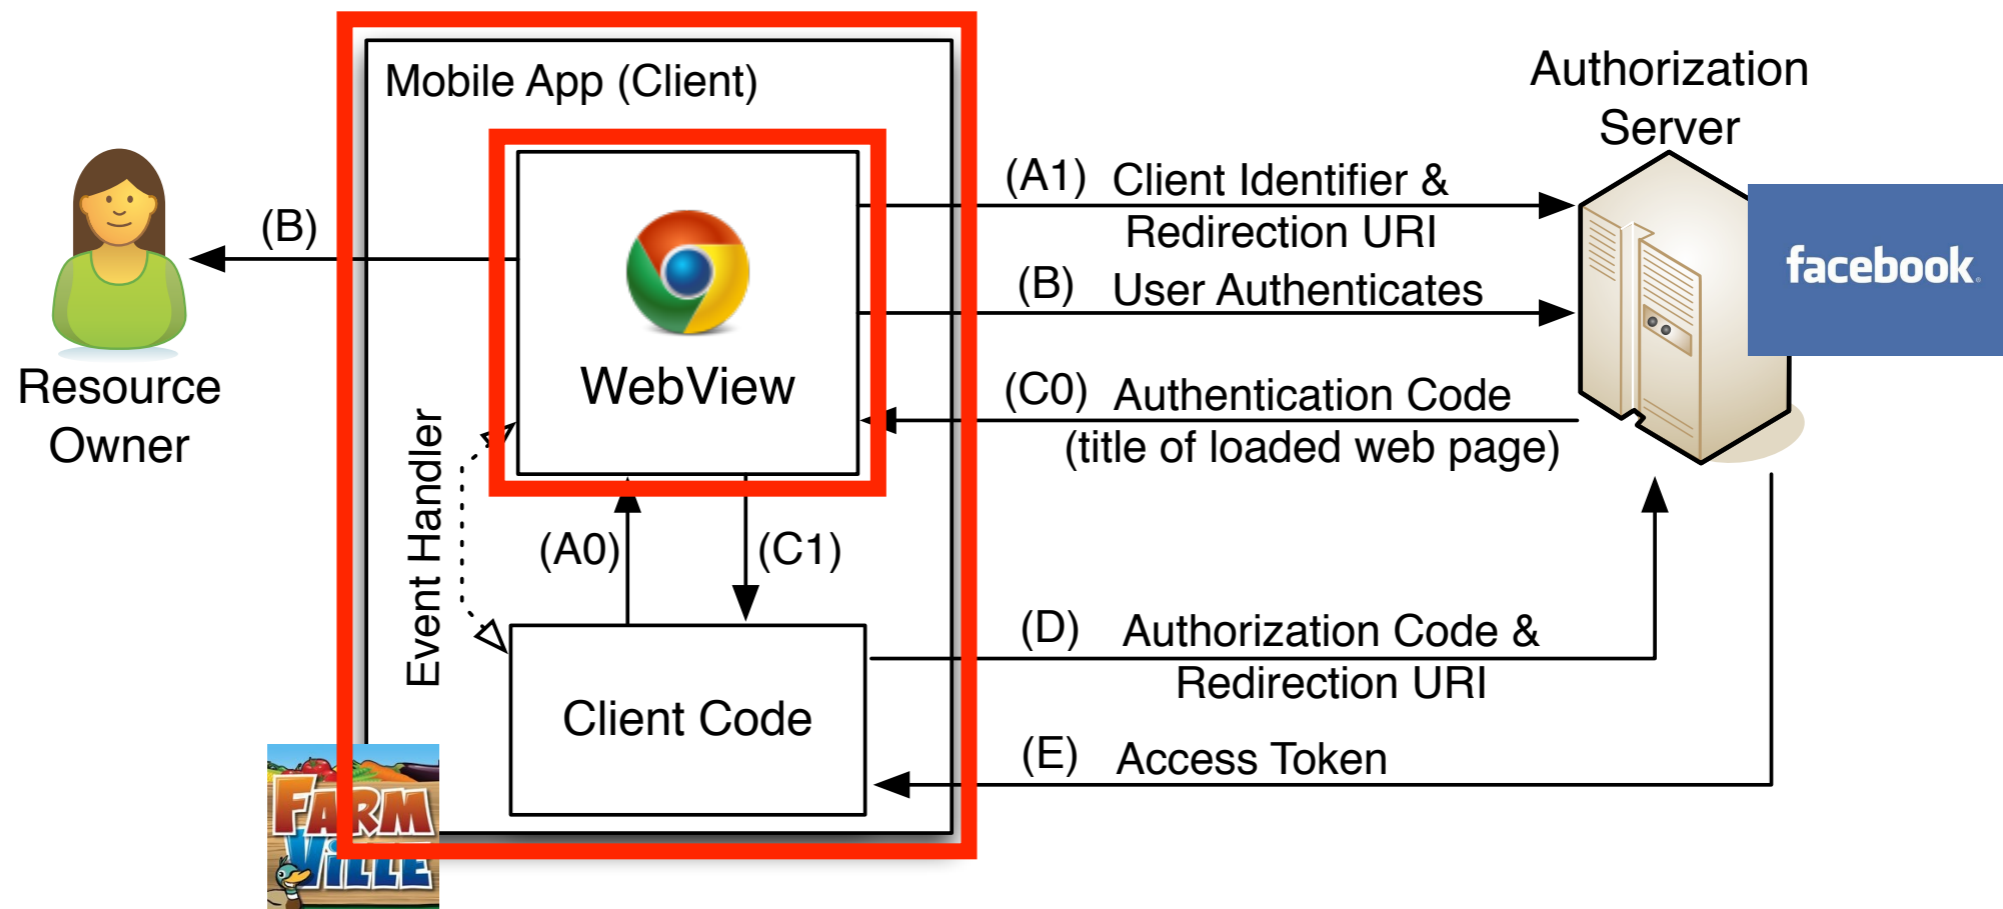 Mobile App (Client)
Authorization
Server
(A1) Client Identifier &
Redirection URI
(B)
(B) User Authenticates
facebook.
WebView
(C0) Authentication Code
(title of loaded web page)
Resource
Owner
Event Handler
(A0)
(C1)
(D) Authorization Code &
Redirection URI
Client Code
(E) Access Token
FARM
VILLE